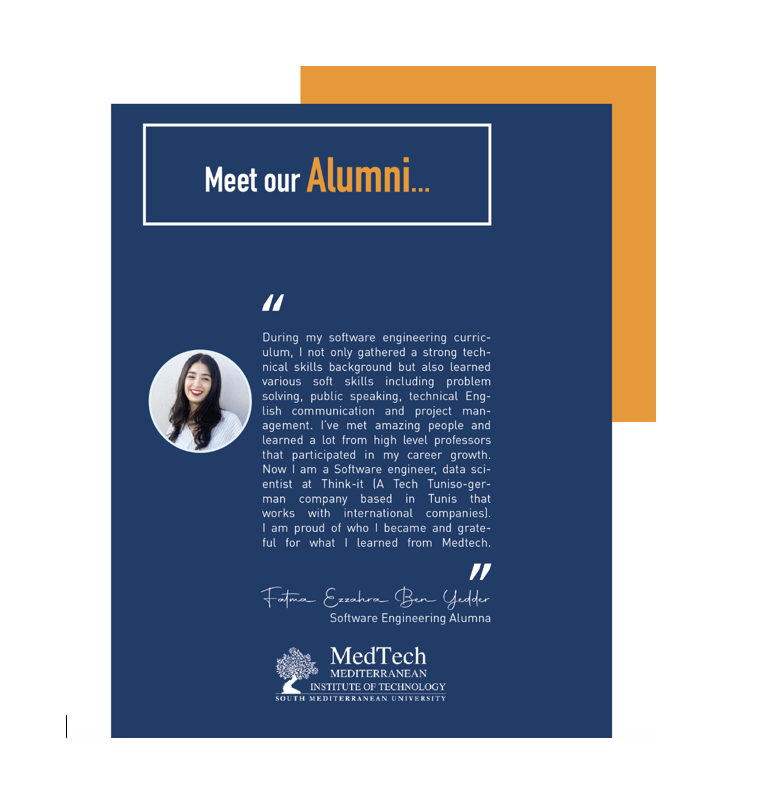 Meet our Alumni...
“
During my software engineering curric-
ulum, I not only gathered a strong tech-
nical skills background but also learned
various soft skills including problem
solving, public speaking, technical Eng-
lish communication and project man-
agement. I've met amazing people and
learned a lot from high level professors
that participated in my career growth.
Now I am a Software engineer, data sci-
entist at Think-it (A Tech Tuniso-ger-
man company based in Tunis that
works with international companies).
I am proud of who I became and grate-
ful for what I learned from Medtech.
”
Fatma Ezzahra Ben Yedder
Software Engineering Alumna
MedTech
MEDITERRANEAN
INSTITUTE OF TECHNOLOGY
SOUTH MEDITERRANEAN UNIVERSITY